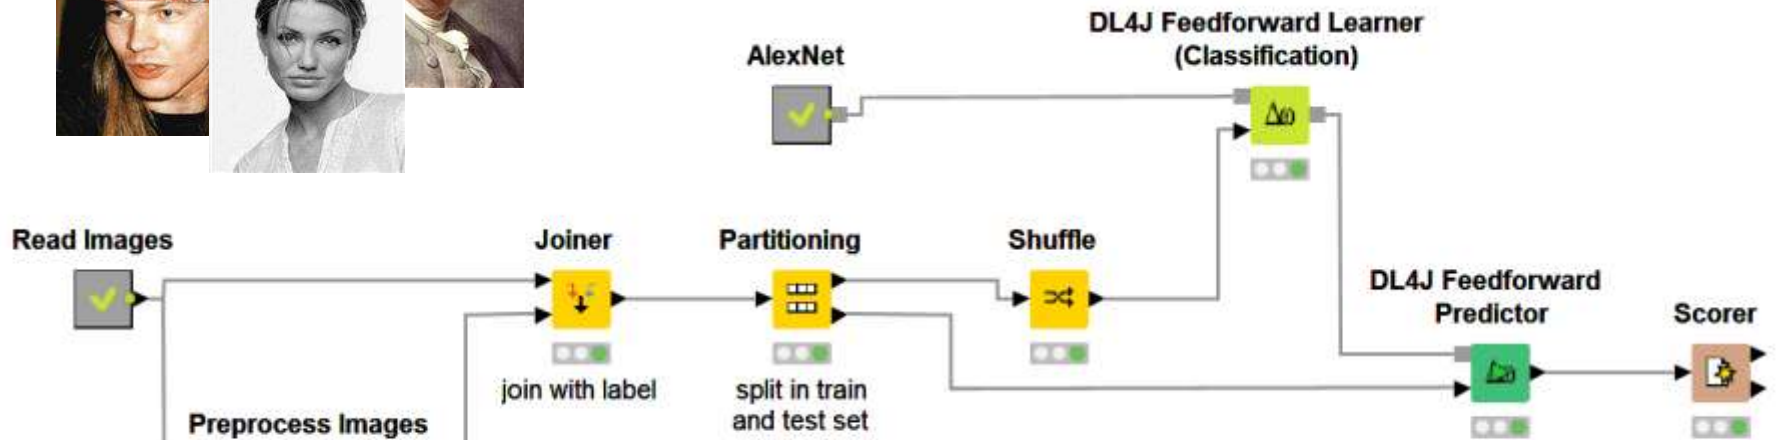 DL4J Feedforward Learner
(Classification)
AlexNet
Read Images
Joiner
Partitioning
Shuffle
DL4J Feedforward
Predictor
Scorer
join with label
split in train
and test set
Preprocess Images